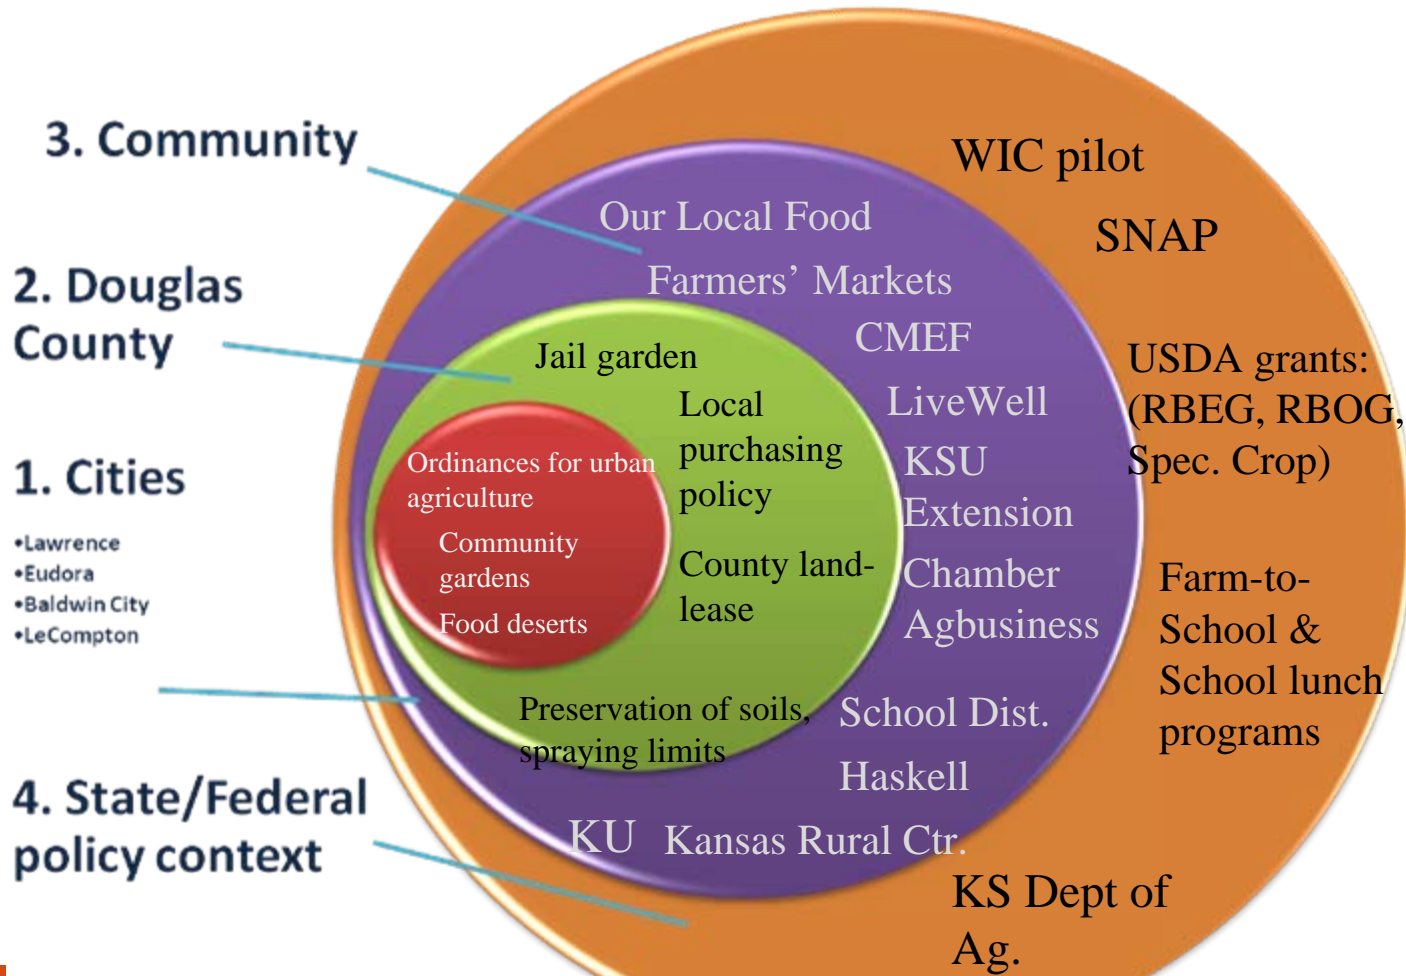 3. Community
2. Douglas
County
1. Cities
•Lawrence
•Eudora
•Baldwin City
•LeCompton
4. State/Federal
policy context
WIC pilot
SNAP
USDA grants:
(RBEG, RBOG,
Spec. Crop)
Farm-to-
School &
School lunch
programs
KS Dept of
Ag.
Our Local Food
Farmers’ Markets
CMEF
LiveWell
KSU
Extension
Chamber
Agbusiness
School Dist.
Haskell
KU
Kansas Rural Ctr.
Jail garden
Local
purchasing
policy
County land-
lease
Preservation of soils,
spraying limits
Ordinances for urban
agriculture
Community
gardens
Food deserts